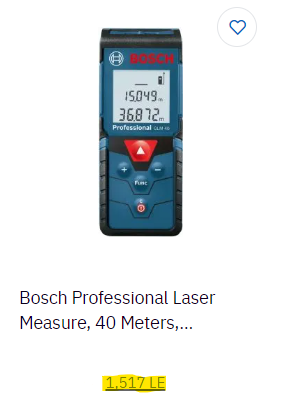 BOSCH
15.049m
36.872m
Professional GLM 40
+
−
Func
Bosch Professional Laser
Measure, 40 Meters,...
1,517 LE